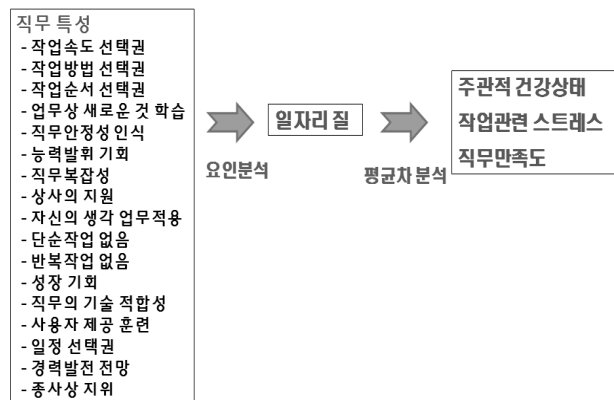 직무 특성
- 작업속도 선택권
- 작업방법 선택권
- 작업순서 선택권
- 업무상 새로운 것 학습
- 직무안정성 인식
- 능력발휘 기회
- 직무복잡성
- 상사의 지원
- 자신의 생각 업무적용
- 단순작업 없음
- 반복작업 없음
- 성장 기회
- 직무의 기술 적합성
- 사용자 제공 훈련
- 일정 선택권
- 경력발전 전망
- 종사상 지위
요인분석
일자리 질
평균차 분석
주관적 건강상태
작업관련 스트레스
직무만족도